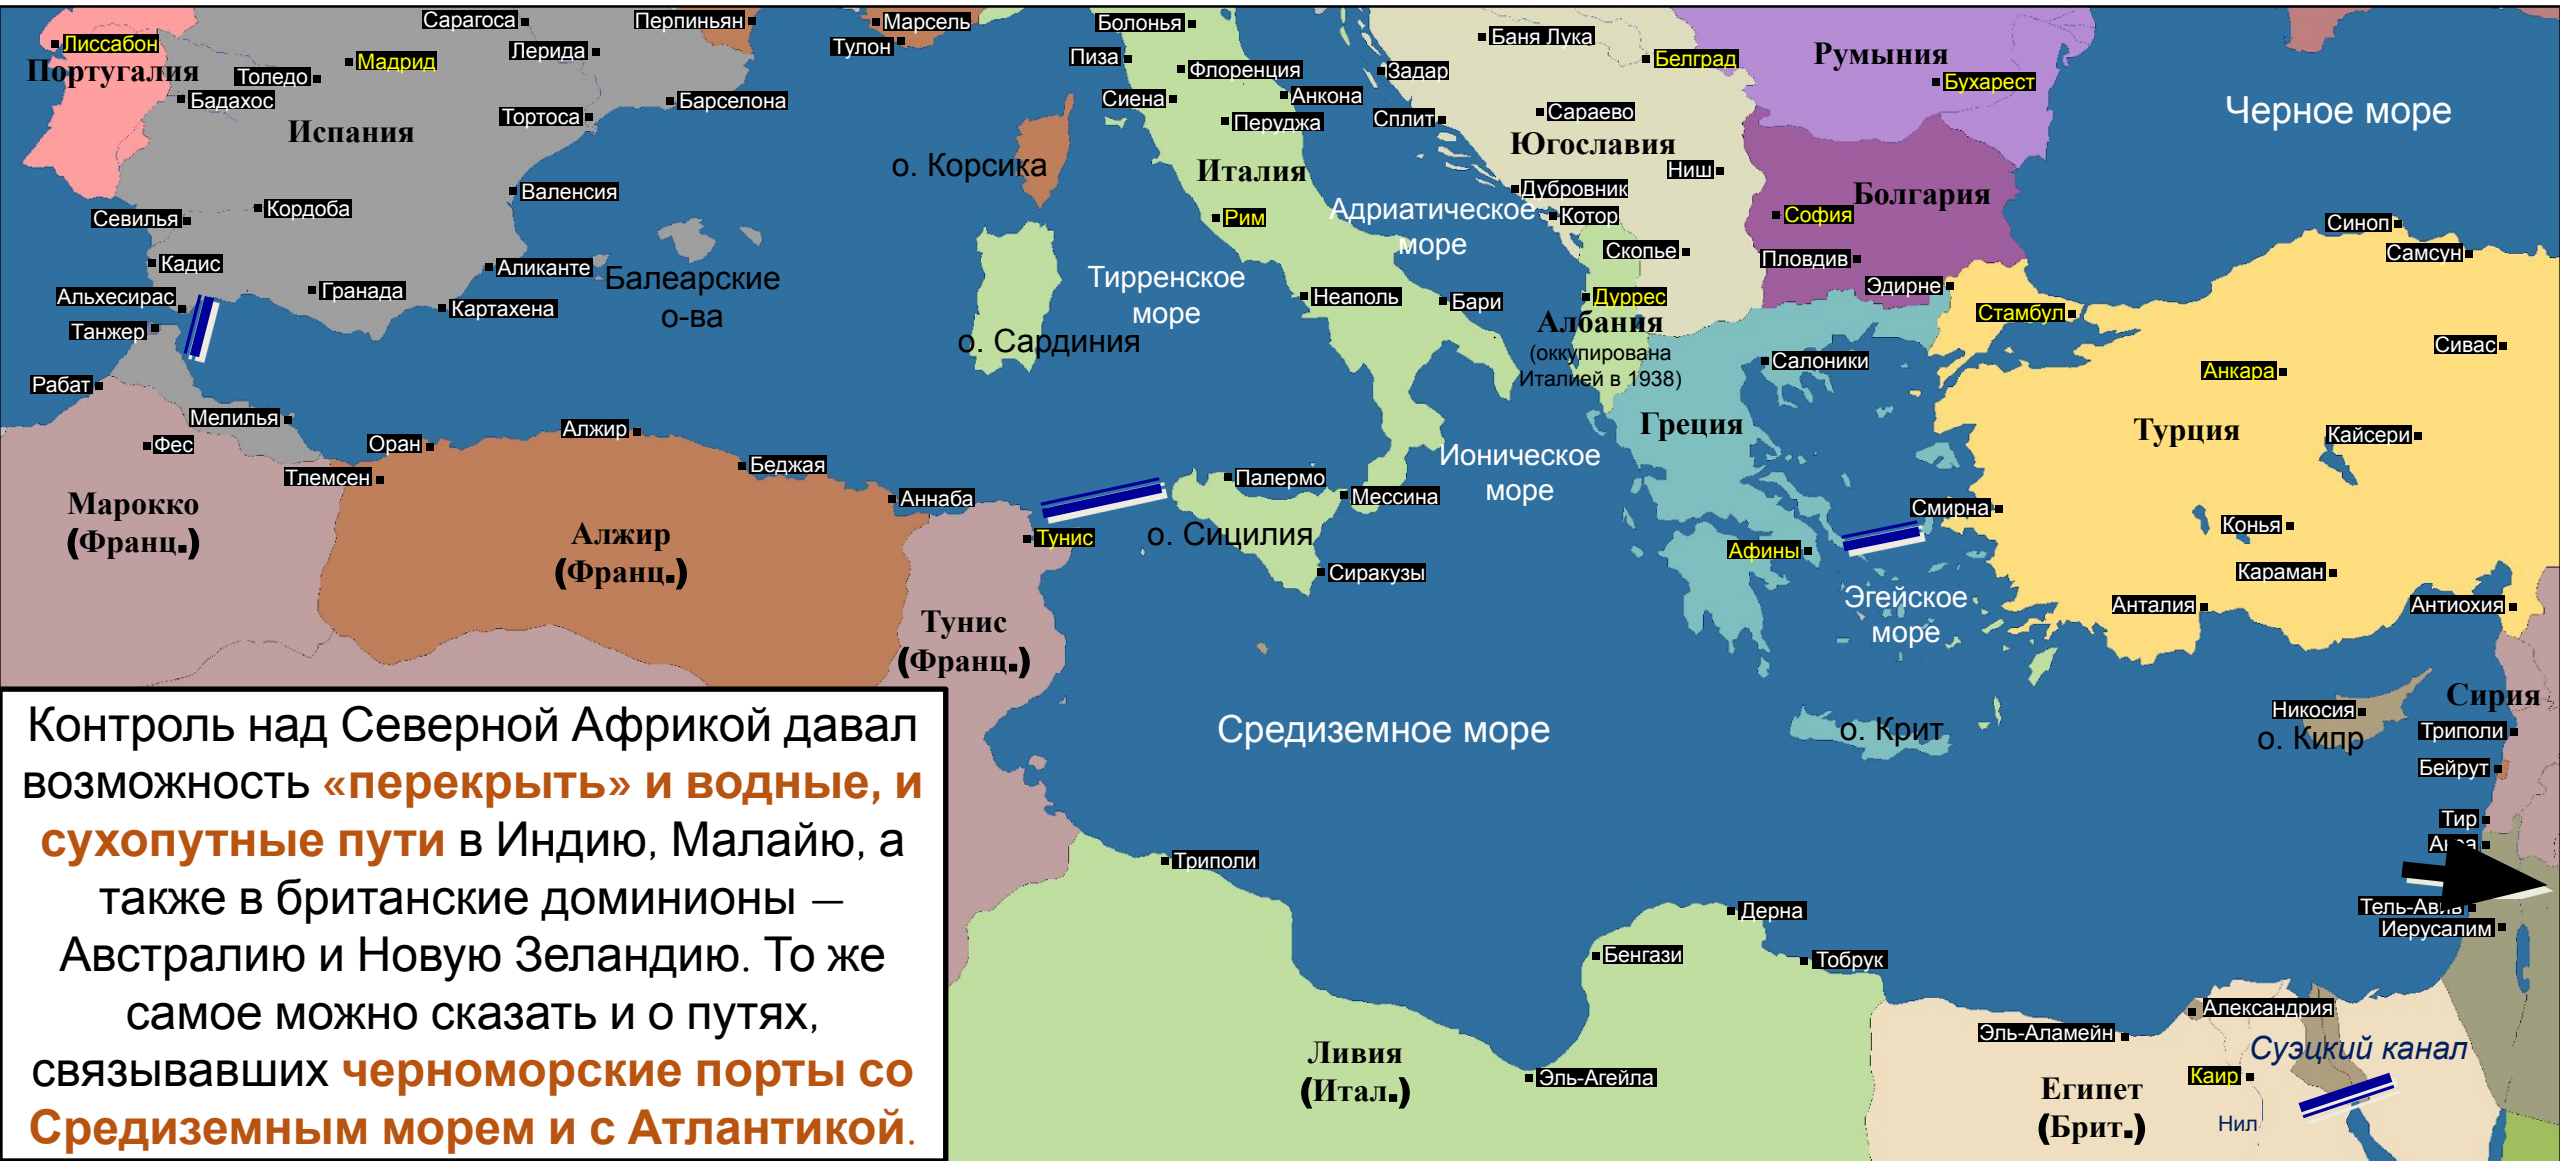 Сарагоса
Перпиньян
Марсель
Болонья
Лиссабон
Мадрид
Лерида
Тулон
Пиза
Баня Лука
Белград
Румыния
Португалия
Толедо
Флоренция
Задар
Бухарест
Бадахос
Барселона
Сиена
Анкона
Черное море
Испания
Тортоса
Перуджа
Сплит
Сараево
Югославия
о. Корсика
Италия
Ниш
Валенсия
Дубровник
Болгария
Севилья
Кордоба
Рим
Адриатическое
море
Котор
София
Синоп
Скопье
Пловдив
Самсун
Кадис
Аликанте
Балеарские
о-ва
Тирренское
море
Эдирне
Альхесирас
Гранада
Картахена
Неаполь
Бари
Дуррес
Албания
(оккупирована
Италией в 1938)
Стамбул
Танжер
о. Сардиния
Салоники
Сивас
Рабат
Анкара
Мелилья
Греция
Турция
Кайсери
Фес
Оран
Алжир
Ионическое
море
Беджая
Тлемсен
Палермо
Мессина
Аннаба
Смирна
Марокко
(Франц.)
Алжир
(Франц.)
Тунис
о. Сицилия
Афины
Конья
Сиракузы
Караман
Эгейское
море
Анталия
Антиохия
Тунис
(Франц.)
Сирия
Никосия
о. Кипр
Средиземное море
о. Крит
Триполи
Бейрут
Тир
Контроль над Северной Африкой давал
возможность «перекрыть» и водные, и
сухопутные пути в Индию, Малайю, а
также в британские доминионы –
Австралию и Новую Зеландию. То же
самое можно сказать и о путях,
связывавших черноморские порты со
Средиземным морем и с Атлантикой.
Триполи
Тель-Авив
Иерусалим
Дерна
Бенгази
Тобрук
Александрия
Эль-Аламейн
Суэцкий канал
Ливия
(Итал.)
Эль-Агейла
Каир
Египет
(Брит.)
Нил